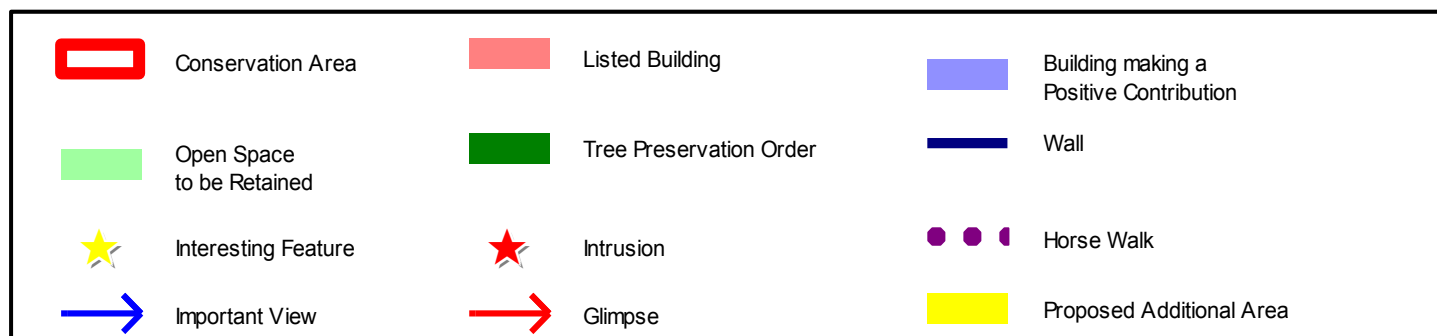 Conservation Area
Listed Building
Building making a
Positive Contribution
Open Space
to be Retained
Tree Preservation Order
Wall
Interesting Feature
Intrusion
Horse Walk
Important View
Glimpse
Proposed Additional Area